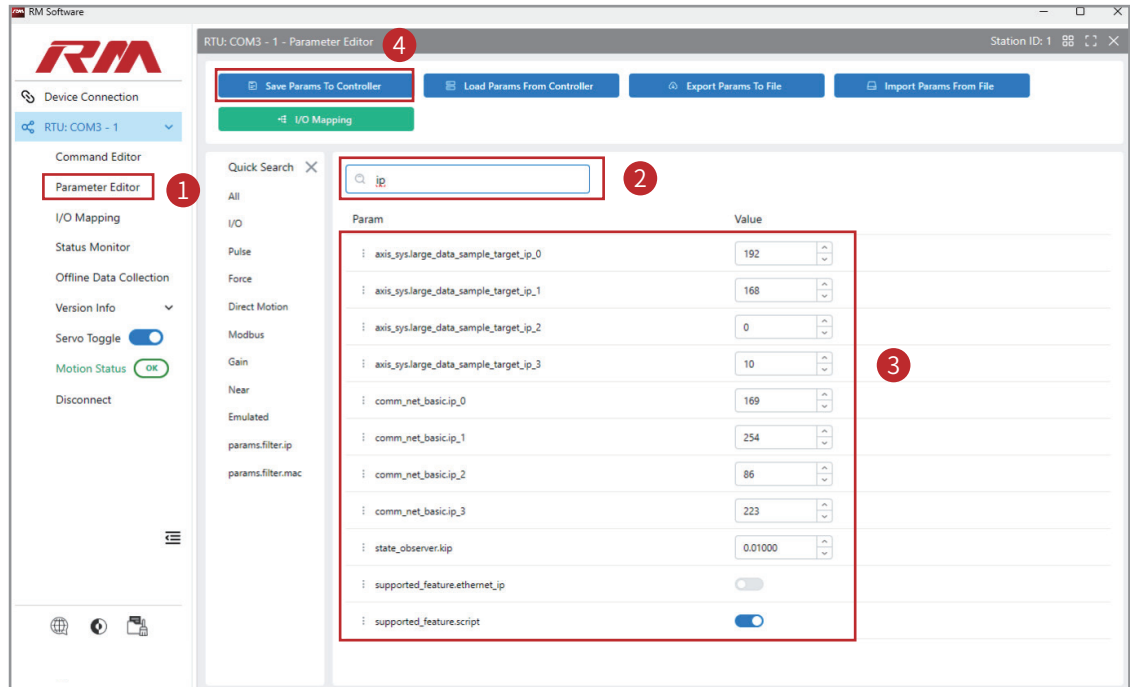 RM RM Software
RTU: COM3 - 1 - Parameter Editor
4
Station ID: 1
RM
Save Params To Controller
Load Params From Controller
Export Params To File
Import Params From File
I/O Mapping
Device Connection
RTU: COM3 - 1
Command Editor
Parameter Editor
1
I/O Mapping
Status Monitor
Offline Data Collection
Version Info
Servo Toggle
Motion Status OK
Disconnect
Quick Search
All
I/O
Pulse
Force
Direct Motion
Modbus
Gain
Near
Emulated
params.filter.ip
params.filter.mac
ip
2
Param Value
axis_sys.large_data_sample_target_ip_0 192
axis_sys.large_data_sample_target_ip_1 168
axis_sys.large_data_sample_target_ip_2 0
axis_sys.large_data_sample_target_ip_3 10
3
comm_net_basic.ip_0 169
comm_net_basic.ip_1 254
comm_net_basic.ip_2 86
comm_net_basic.ip_3 223
state_observer.kip 0.01000
supported_feature.ethernet_ip
supported_feature.script